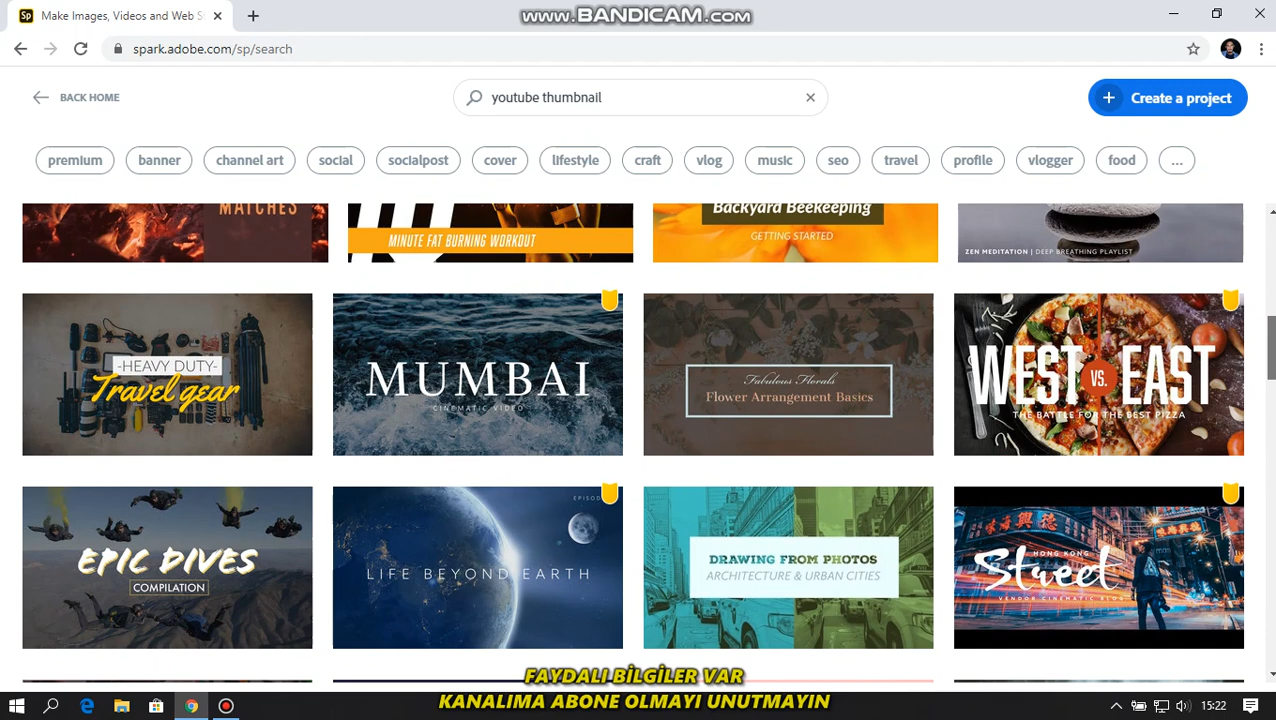 Make Images, Videos and Web S
www.BANDICAM.com
spark.adobe.com/sp/search
BACK HOME
youtube thumbnail
Create a project
premium
banner
channel art
social
socialpost
cover
lifestyle
craft
vlog
music
seo
travel
profile
vlogger
food
...
MATCHES
MINUTE FAT BURNING WORKOUT
Backyard Beekeeping
GETTING STARTED
ZEN MEDITATION | DEEP BREATHING PLAYLIST
-HEAVY DUTY-
Travel gear
MUMBAI
CINEMATIC VIDEO
Fabulous Florals
Flower Arrangement Basics
WEST VS. EAST
THE BATTLE FOR THE BEST PIZZA
EPIC DIVES
COMPILATION
EPISOD
LIFE BEYOND EARTH
DRAWING FROM PHOTOS
ARCHITECTURE & URBAN CITIES
HONG KONG
Street
VENDOR CINEMATIC BLOG
FAYDALI BİLGİLER VAR
KANALIMA ABONE OLMAYI UNUTMAYIN
15:22